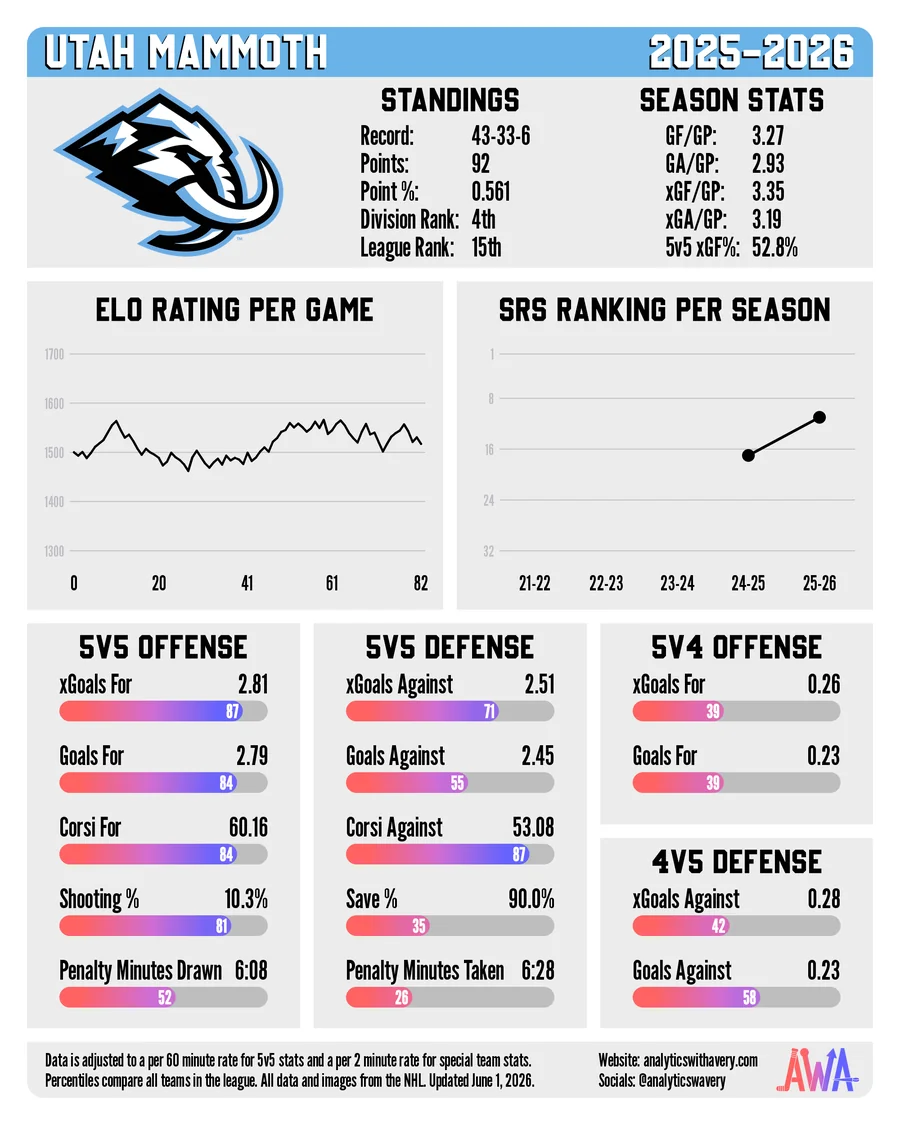 UTAH MAMMOTH
2025-2026
STANDINGS
Record: 43-33-6
Points: 92
Point %: 0.561
Division Rank: 4th
League Rank: 15th
SEASON STATS
GF/GP: 3.27
GA/GP: 2.93
xGF/GP: 3.35
xGA/GP: 3.19
5v5 xGF%: 52.8%
TM
ELO RATING PER GAME
1700
1600
1500
1400
1300
0 20 41 61 82
SRS RANKING PER SEASON
1
8
16
24
32
21-22 22-23 23-24 24-25 25-26
5V5 OFFENSE
xGoals For 2.81
87
Goals For 2.79
84
Corsi For 60.16
84
Shooting % 10.3%
81
Penalty Minutes Drawn 6:08
52
5V5 DEFENSE
xGoals Against 2.51
71
Goals Against 2.45
55
Corsi Against 53.08
87
Save % 90.0%
35
Penalty Minutes Taken 6:28
26
5V4 OFFENSE
xGoals For 0.26
39
Goals For 0.23
39
4V5 DEFENSE
xGoals Against 0.28
42
Goals Against 0.23
58
Data is adjusted to a per 60 minute rate for 5v5 stats and a per 2 minute rate for special team stats.
Percentiles compare all teams in the league. All data and images from the NHL. Updated June 1, 2026.
Website: analyticswithavery.com
Socials: @analyticswavery
AWA